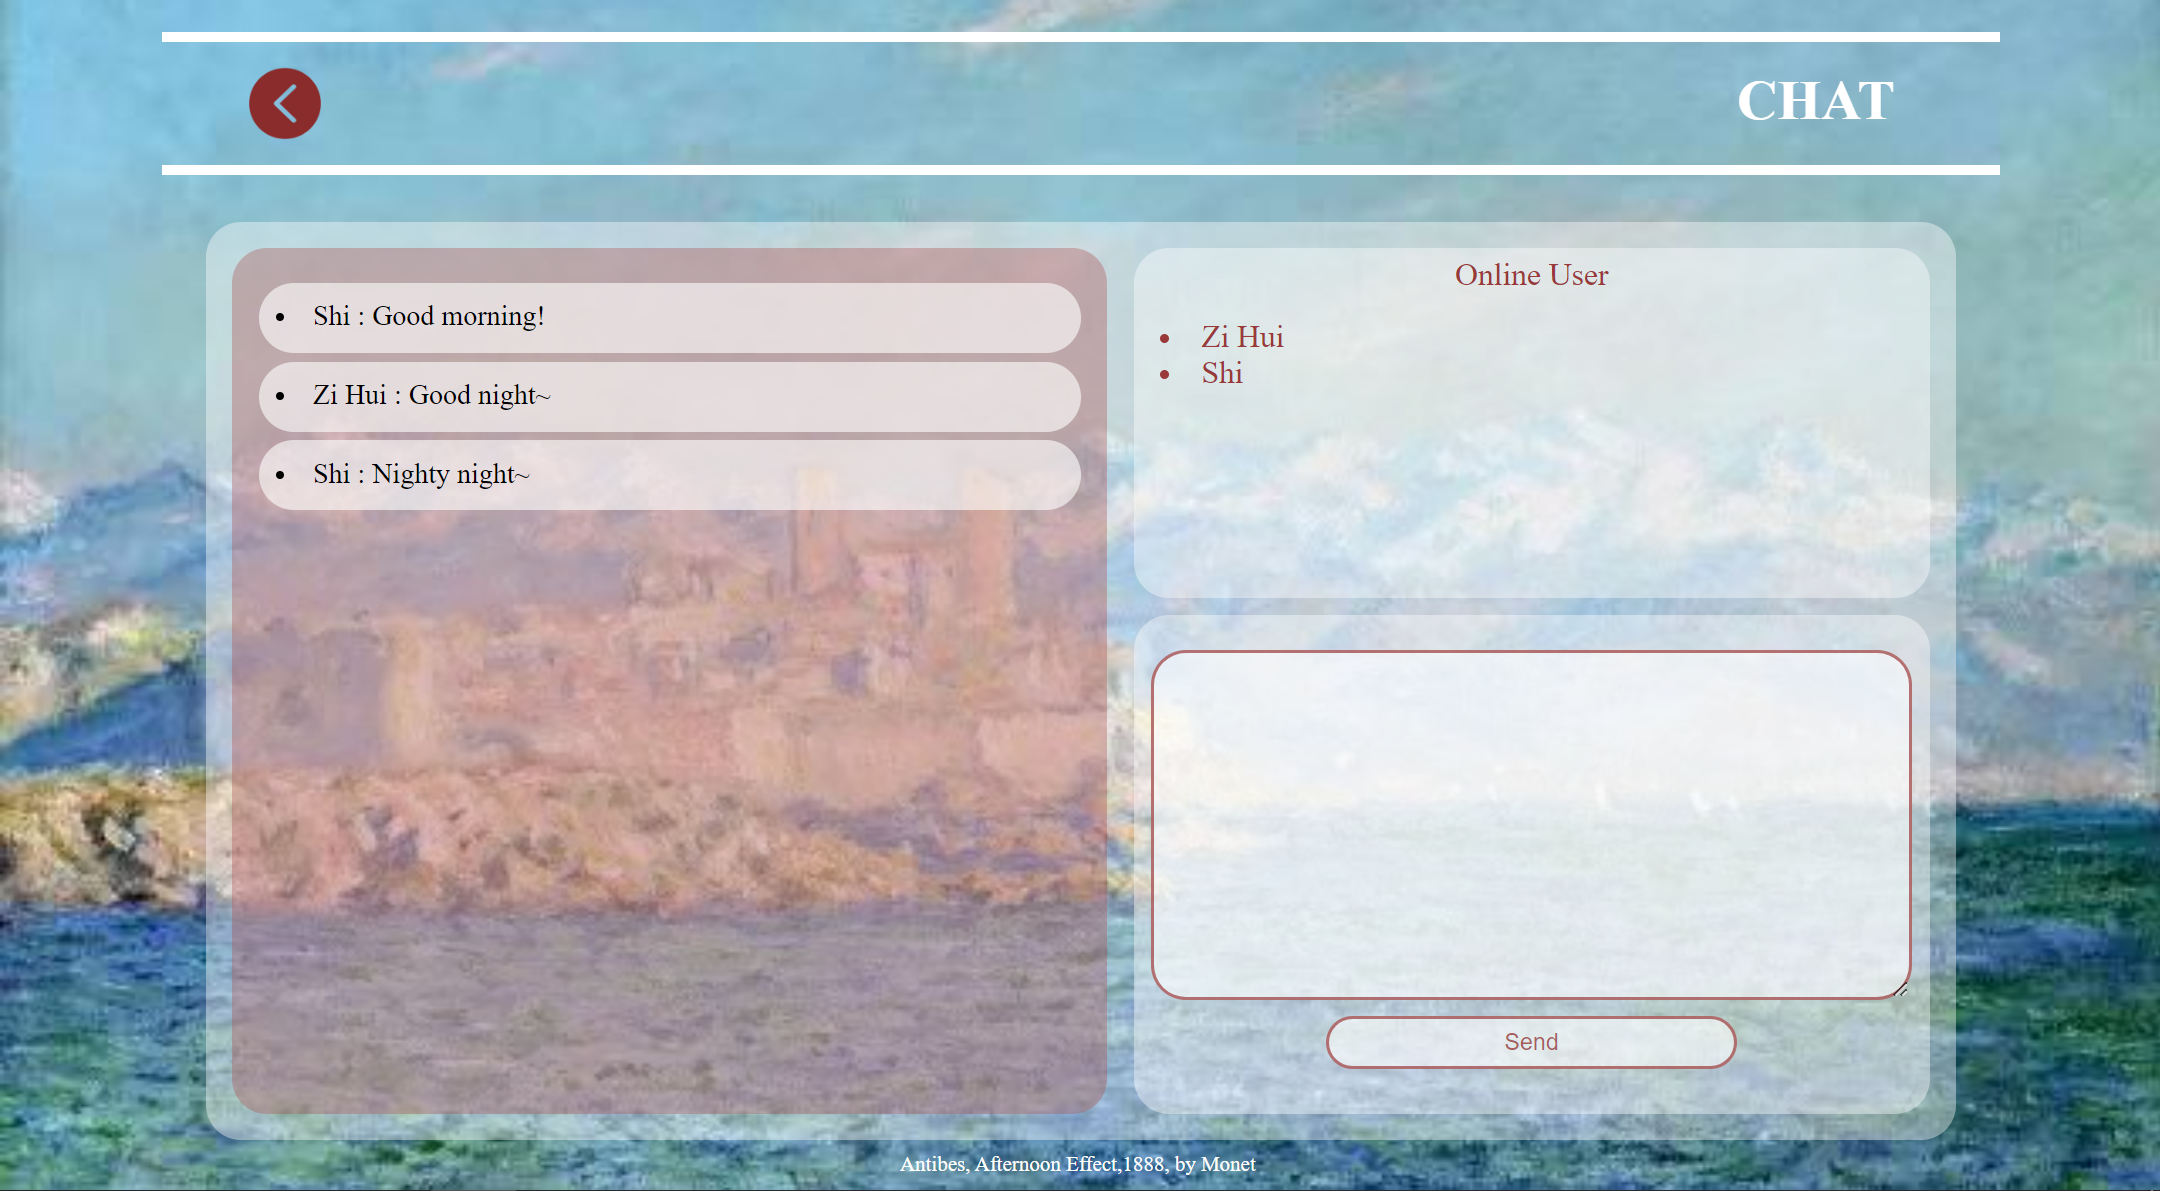 CHAT
Shi : Good morning!
Zi Hui : Good night~
Shi : Nighty night~
Online User
Zi Hui
Shi
Send
Antibes, Afternoon Effect,1888, by Monet